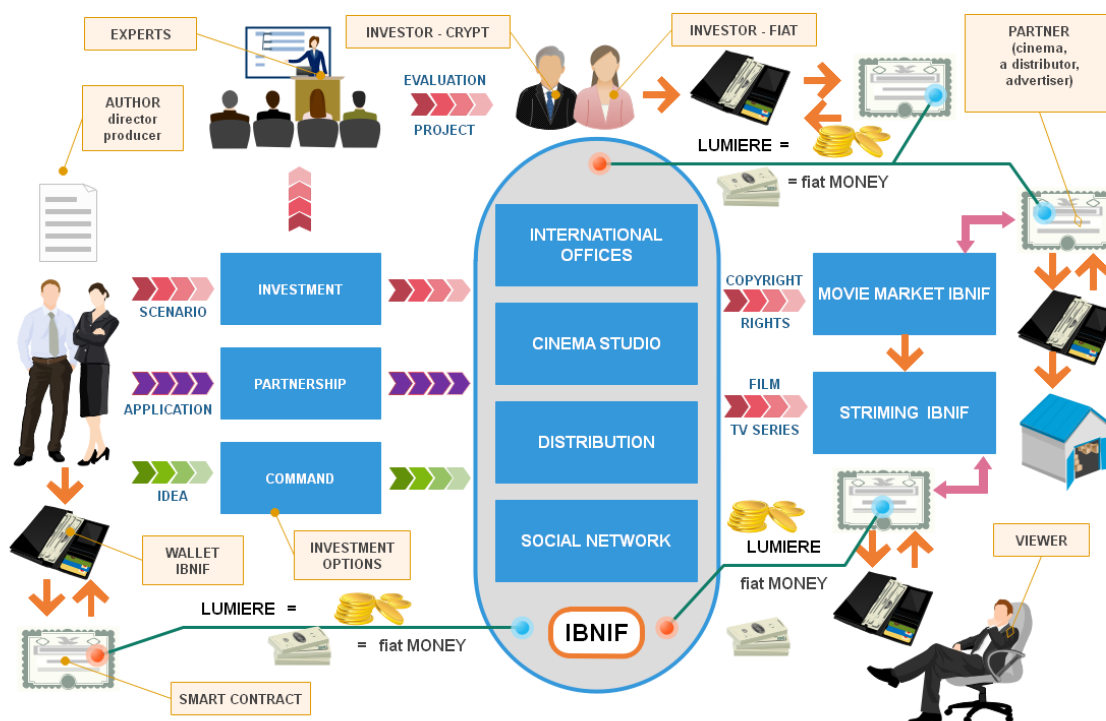 EXPERTS
INVESTOR - CRYPT
INVESTOR - FIAT
PARTNER
(cinema,
a distributor,
advertiser)
AUTHOR
director
producer
EVALUATION
PROJECT
LUMIERE =
= fiat MONEY
INTERNATIONAL
OFFICES
INVESTMENT
SCENARIO
COPYRIGHT
RIGHTS
MOVIE MARKET IBNIF
CINEMA STUDIO
PARTNERSHIP
APPLICATION
FILM
TV SERIES
STRIMING IBNIF
DISTRIBUTION
COMMAND
IDEA
SOCIAL NETWORK
WALLET
IBNIF
INVESTMENT
OPTIONS
LUMIERE
fiat MONEY
VIEWER
LUMIERE =
= fiat MONEY
IBNIF
SMART CONTRACT